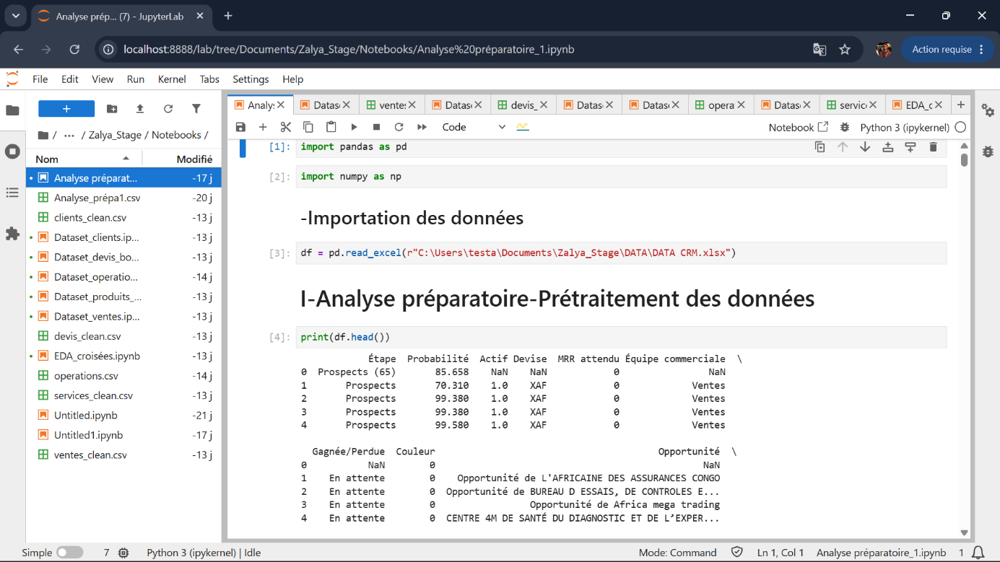 Analyse prép... (7) - JupyterLab
localhost:8888/lab/tree/Documents/Zalya_Stage/Notebooks/Analyse%20préparatoire_1.ipynb
Action requise
File Edit View Run Kernel Tabs Settings Help
/ ... / Zalya_Stage / Notebooks /
Nom Modifié
Analyse préparat... -17 j
Analyse_prépa1.csv -20 j
clients_clean.csv -13 j
Dataset_clients.ip... -13 j
Dataset_devis_bo... -13 j
Dataset_operatio... -14 j
Dataset_produits_... -13 j
Dataset_ventes.ip... -13 j
devis_clean.csv -13 j
EDA_croisées.ipynb -13 j
operations.csv -14 j
services_clean.csv -13 j
Untitled.ipynb -21 j
Untitled1.ipynb -17 j
ventes_clean.csv -13 j
Analys Datase ventes Datase devis_ Datase Datase operat Datase service EDA_c
Code Notebook Python 3 (ipykernel)
[1]: import pandas as pd
[2]: import numpy as np
-Importation des données
[3]: df = pd.read_excel(r"C:\Users\testa\Documents\Zalya_Stage\DATA\DATA CRM.xlsx")
I-Analyse préparatoire-Prétraitement des données
[4]: print(df.head())
Étape Probabilité Actif Devise MRR attendu Équipe commerciale \
0 Prospects (65) 85.658 NaN NaN 0 NaN
1 Prospects 70.310 1.0 XAF 0 Ventes
2 Prospects 99.380 1.0 XAF 0 Ventes
3 Prospects 99.380 1.0 XAF 0 Ventes
4 Prospects 99.580 1.0 XAF 0 Ventes
Gagnée/Perdue Couleur Opportunité \
0 NaN 0 NaN
1 En attente 0 Opportunité de L'AFRICAINE DES ASSURANCES CONGO
2 En attente 0 Opportunité de BUREAU D ESSAIS, DE CONTROLES E...
3 En attente 0 Opportunité de Africa mega trading
4 En attente 0 CENTRE 4M DE SANTÉ DU DIAGNOSTIC ET DE L’EXPER...
Simple 7 Python 3 (ipykernel) | Idle Mode: Command Ln 1, Col 1 Analyse préparatoire_1.ipynb 1